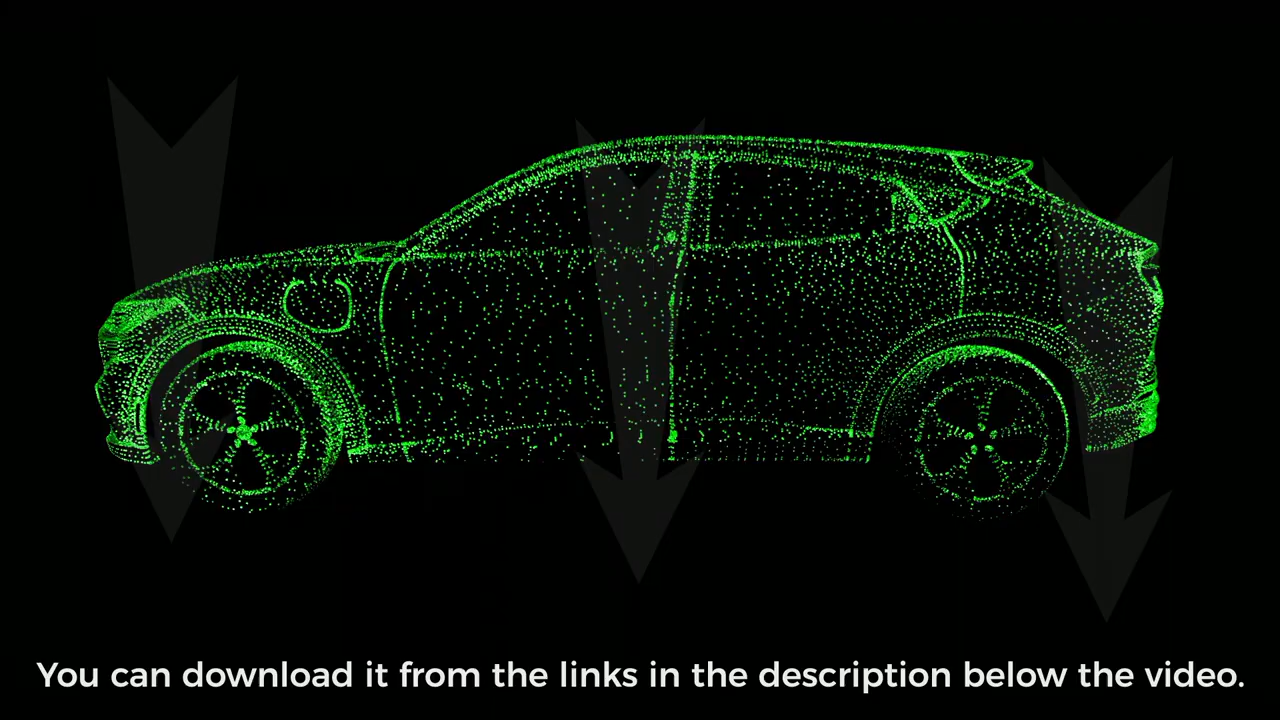 You can download it from the links in the description below the video.